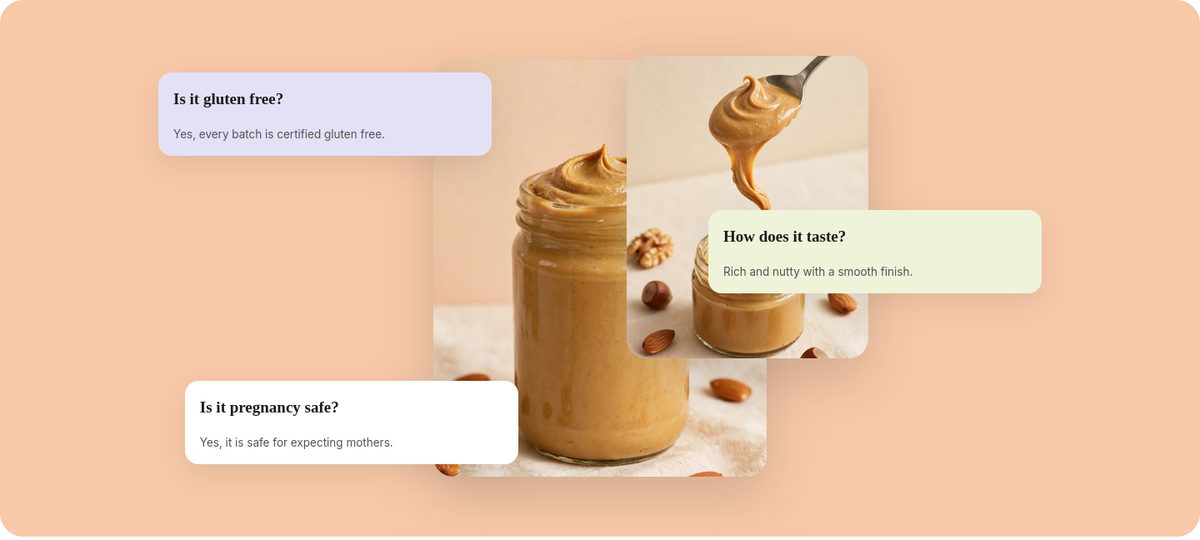 Is it gluten free?
Yes, every batch is certified gluten free.
How does it taste?
Rich and nutty with a smooth finish.
Is it pregnancy safe?
Yes, it is safe for expecting mothers.